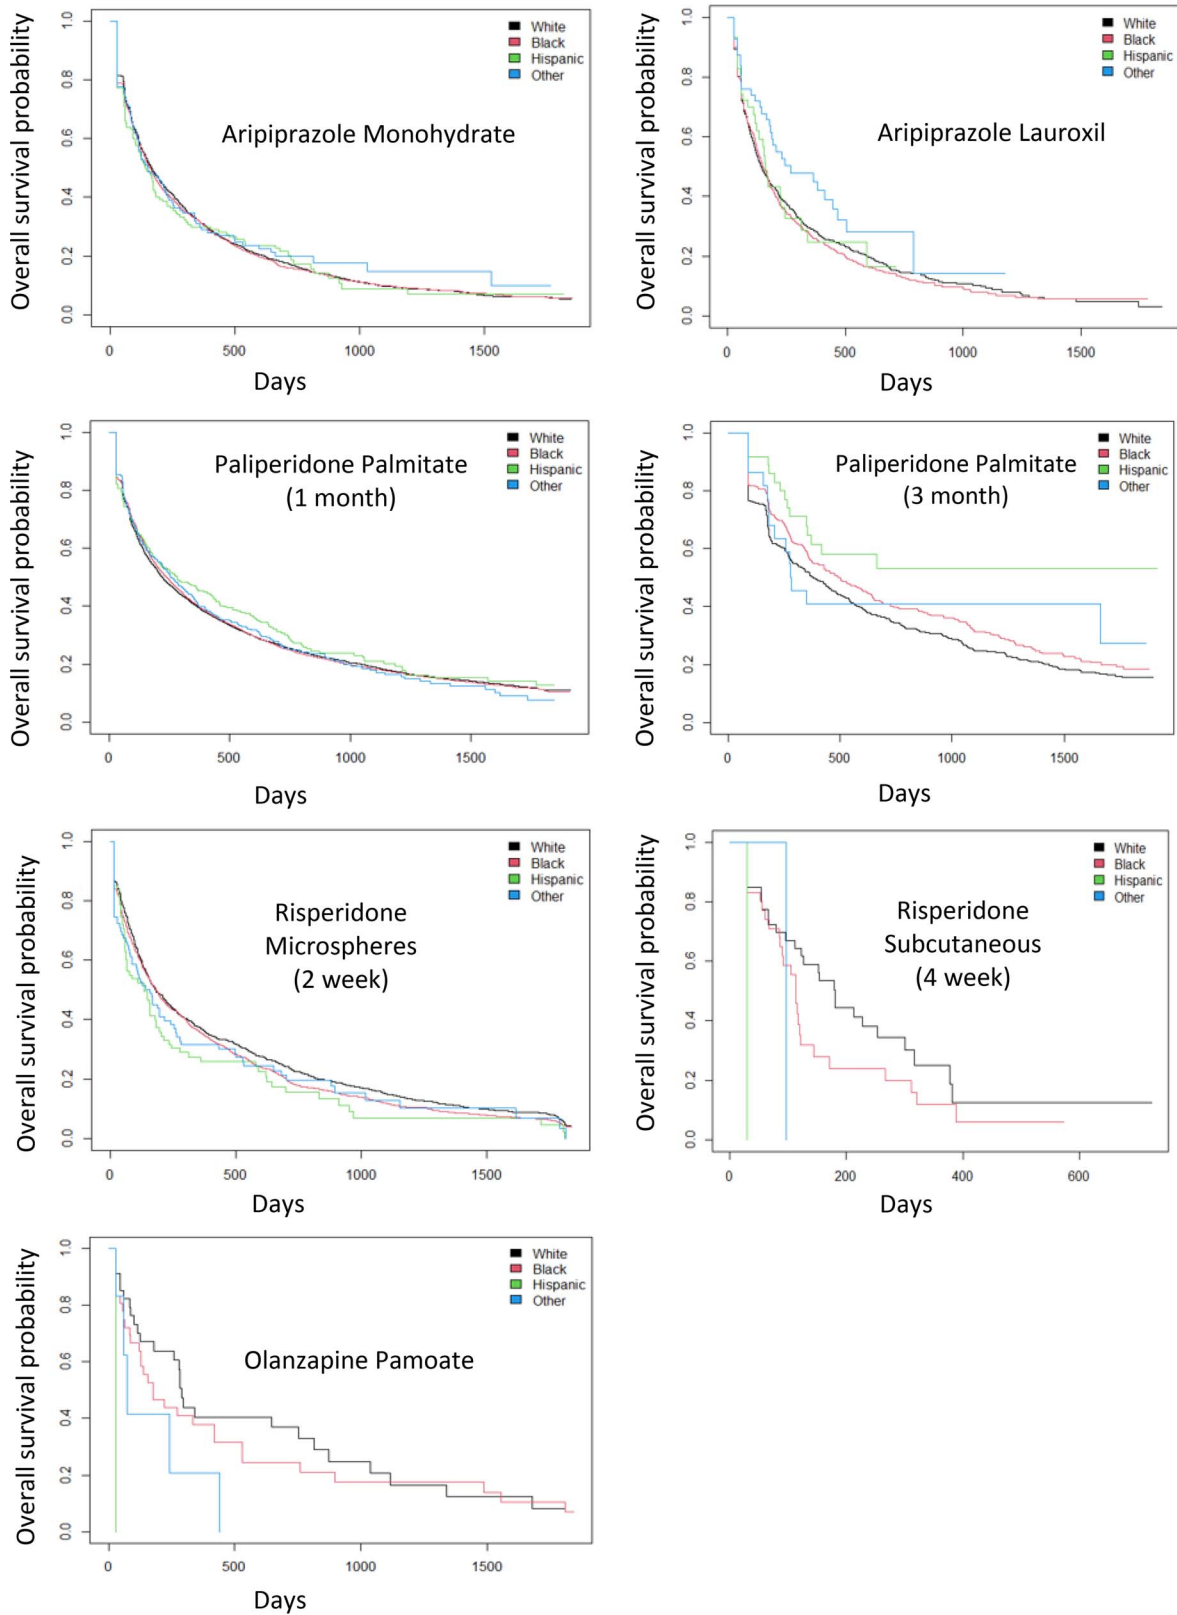 Overall survival probability
1.0
0.8
0.6
0.4
0.2
0.0
White
Black
Hispanic
Other
Aripiprazole Monohydrate
0 500 1000 1500
Days
Overall survival probability
1.0
0.8
0.6
0.4
0.2
0.0
White
Black
Hispanic
Other
Aripiprazole Lauroxil
0 500 1000 1500
Days
Overall survival probability
1.0
0.8
0.6
0.4
0.2
0.0
White
Black
Hispanic
Other
Paliperidone Palmitate
(1 month)
0 500 1000 1500
Days
Overall survival probability
1.0
0.8
0.6
0.4
0.2
0.0
White
Black
Hispanic
Other
Paliperidone Palmitate
(3 month)
0 500 1000 1500
Days
Overall survival probability
1.0
0.8
0.6
0.4
0.2
0.0
White
Black
Hispanic
Other
Risperidone
Microspheres
(2 week)
0 500 1000 1500
Days
Overall survival probability
1.0
0.8
0.6
0.4
0.2
0.0
White
Black
Hispanic
Other
Risperidone
Subcutaneous
(4 week)
0 200 400 600
Days
Overall survival probability
1.0
0.8
0.6
0.4
0.2
0.0
White
Black
Hispanic
Other
Olanzapine Pamoate
0 500 1000 1500
Days